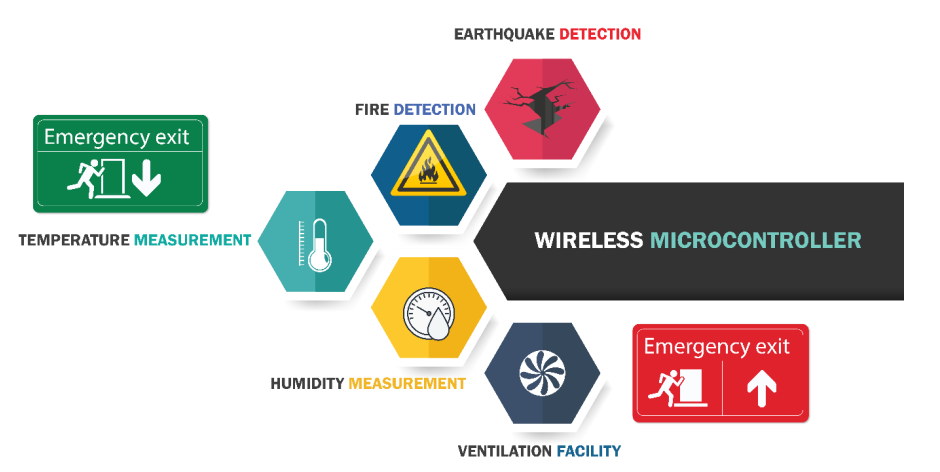 EARTHQUAKE DETECTION
FIRE DETECTION
Emergency exit
TEMPERATURE MEASUREMENT
WIRELESS MICROCONTROLLER
Emergency exit
HUMIDITY MEASUREMENT
VENTILATION FACILITY